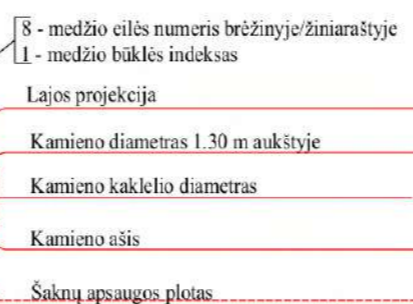 8 - medžio eilės numeris brėžinyje/žiniaraštyje
1 - medžio būklės indeksas
Lajos projekcija
Kamieno diametras 1.30 m aukštyje
Kamieno kaklelio diametras
Kamieno ašis
Šaknų apsaugos plotas